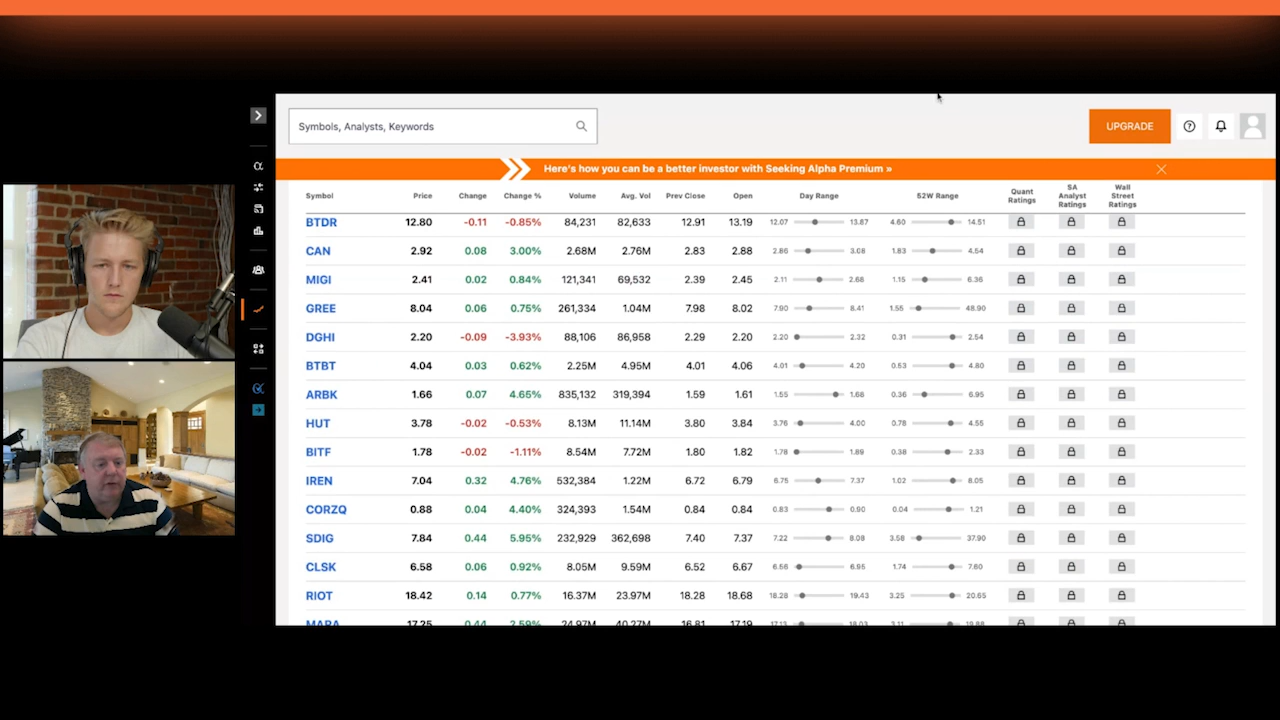 Symbols, Analysts, Keywords
UPGRADE
Here's how you can be a better investor with Seeking Alpha Premium »
Symbol Price Change Change % Volume Avg. Vol Prev Close Open Day Range 52W Range Quant Ratings SA Analyst Ratings Wall Street Ratings
BTDR 12.80 -0.11 -0.85% 84,231 82,633 12.91 13.19 12.07 13.87 4.60 14.51
CAN 2.92 0.08 3.00% 2.68M 2.76M 2.83 2.88 2.86 3.08 1.83 4.54
MIGI 2.41 0.02 0.84% 121,341 69,532 2.39 2.45 2.11 2.68 1.15 6.36
GREE 8.04 0.06 0.75% 261,334 1.04M 7.98 8.02 7.90 8.41 1.55 48.90
DGHI 2.20 -0.09 -3.93% 88,106 86,958 2.29 2.20 2.20 2.32 0.31 2.54
BTBT 4.04 0.03 0.62% 2.25M 4.95M 4.01 4.06 4.01 4.20 0.53 4.80
ARBK 1.66 0.07 4.65% 835,132 319,394 1.59 1.61 1.55 1.68 0.36 6.95
HUT 3.78 -0.02 -0.53% 8.13M 11.14M 3.80 3.84 3.76 4.00 0.78 4.55
BITF 1.78 -0.02 -1.11% 8.54M 7.72M 1.80 1.82 1.78 1.89 0.38 2.33
IREN 7.04 0.32 4.76% 532,384 1.22M 6.72 6.79 6.75 7.37 1.02 8.05
CORZQ 0.88 0.04 4.40% 324,393 1.54M 0.84 0.84 0.83 0.90 0.04 1.21
SDIG 7.84 0.44 5.95% 232,929 362,698 7.40 7.37 7.22 8.08 3.58 37.90
CLSK 6.58 0.06 0.92% 8.05M 9.59M 6.52 6.67 6.56 6.95 1.74 7.60
RIOT 18.42 0.14 0.77% 16.37M 23.97M 18.28 18.68 18.28 19.43 3.25 20.65
MARA 17.25 0.44 2.59% 24.97M 40.27M 16.81 17.19